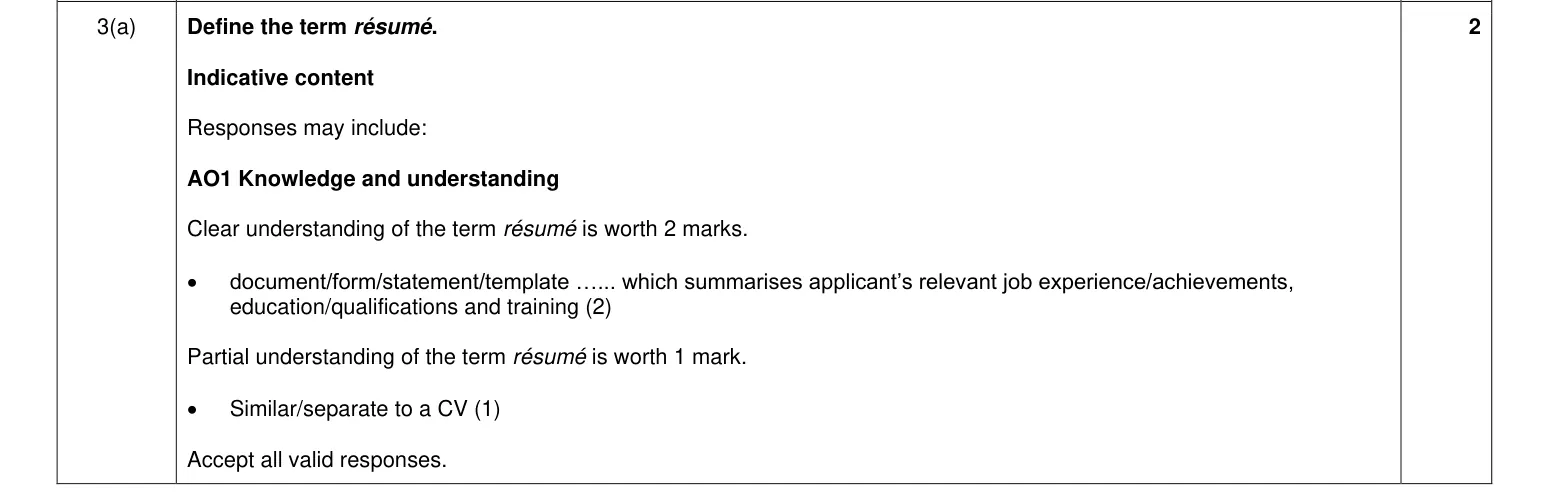 3(a) Define the term résumé. 2
Indicative content
Responses may include:
AO1 Knowledge and understanding
Clear understanding of the term résumé is worth 2 marks.
• document/form/statement/template …... which summarises applicant’s relevant job experience/achievements,
education/qualifications and training (2)
Partial understanding of the term résumé is worth 1 mark.
• Similar/separate to a CV (1)
Accept all valid responses.